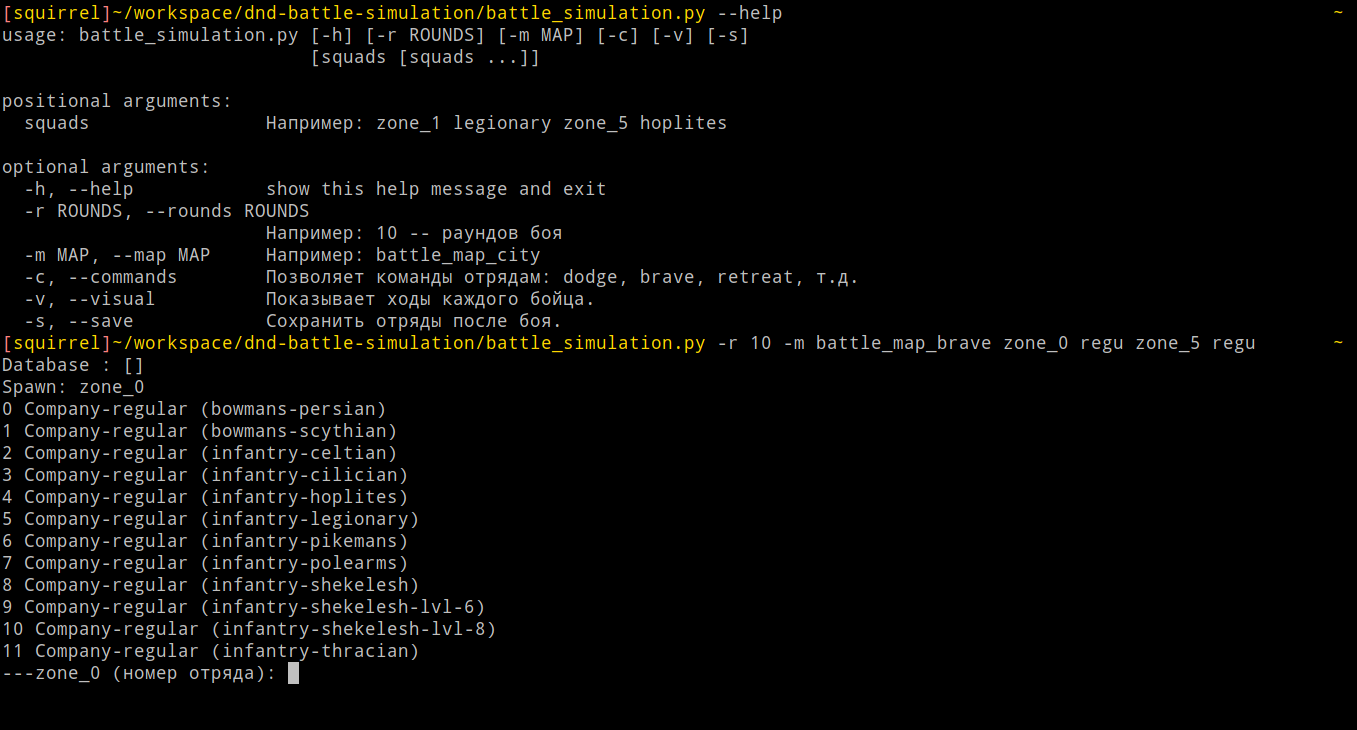 [squirrel]~/workspace/dnd-battle-simulation/battle_simulation.py --help ~
usage: battle_simulation.py [-h] [-r ROUNDS] [-m MAP] [-c] [-v] [-s]
[squads [squads ...]]
positional arguments:
squads Например: zone_1 legionary zone_5 hoplites
optional arguments:
-h, --help show this help message and exit
-r ROUNDS, --rounds ROUNDS
Например: 10 -- раундов боя
-m MAP, --map MAP Например: battle_map_city
-c, --commands Позволяет команды отрядам: dodge, brave, retreat, т.д.
-v, --visual Показывает ходы каждого бойца.
-s, --save Сохранить отряды после боя.
[squirrel]~/workspace/dnd-battle-simulation/battle_simulation.py -r 10 -m battle_map_brave zone_0 regu zone_5 regu ~
Database : []
Spawn: zone_0
0 Company-regular (bowmans-persian)
1 Company-regular (bowmans-scythian)
2 Company-regular (infantry-celtian)
3 Company-regular (infantry-cilician)
4 Company-regular (infantry-hoplites)
5 Company-regular (infantry-legionary)
6 Company-regular (infantry-pikemans)
7 Company-regular (infantry-polearms)
8 Company-regular (infantry-shekelesh)
9 Company-regular (infantry-shekelesh-lvl-6)
10 Company-regular (infantry-shekelesh-lvl-8)
11 Company-regular (infantry-thracian)
---zone_0 (номер отряда):